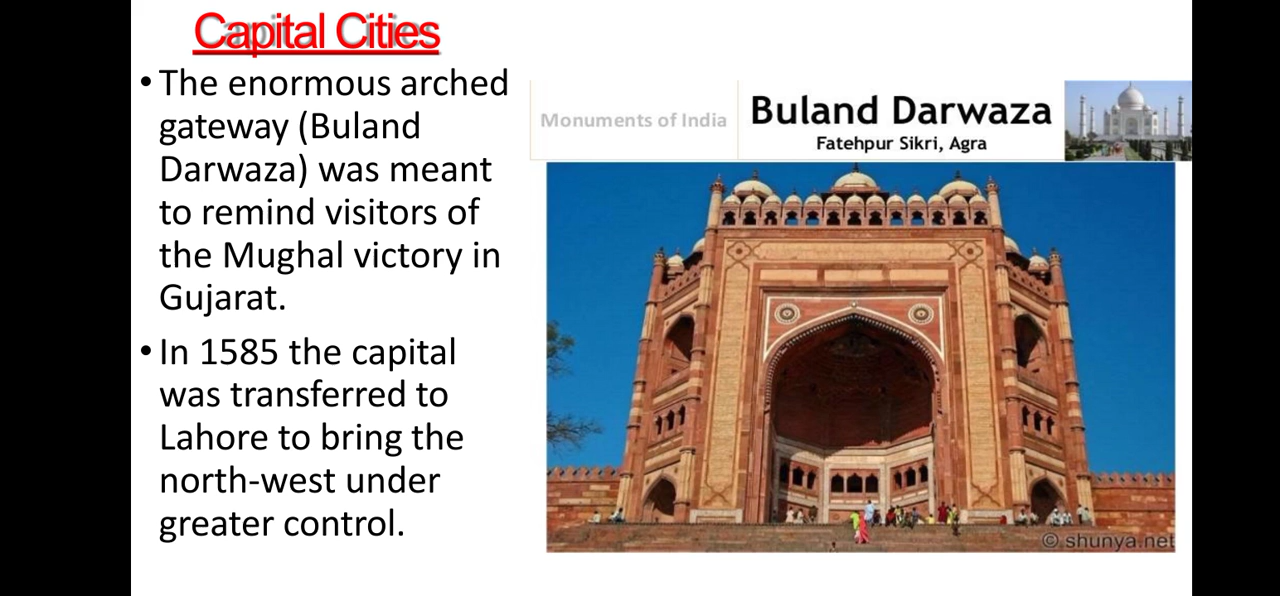 Capital Cities
• The enormous arched
gateway (Buland
Darwaza) was meant
to remind visitors of
the Mughal victory in
Gujarat.
• In 1585 the capital
was transferred to
Lahore to bring the
north-west under
greater control.
Monuments of India
Buland Darwaza
Fatehpur Sikri, Agra
© shunya.net